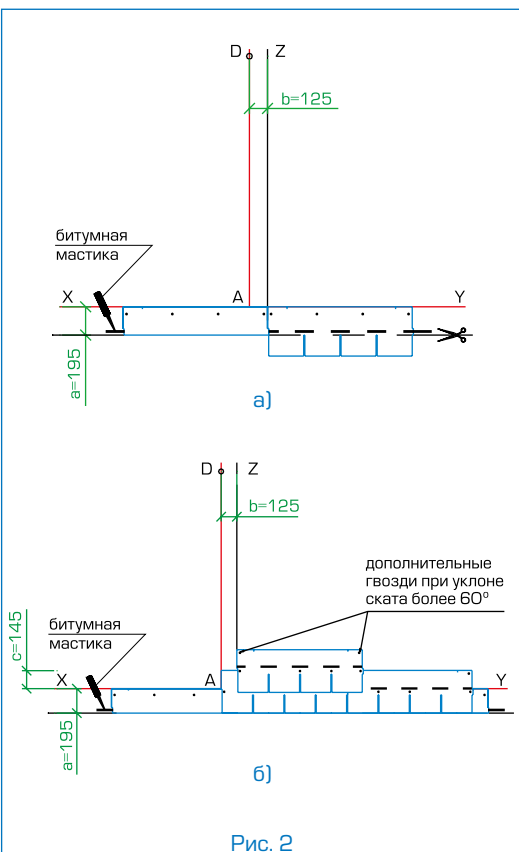 D Z
b=125
битумная
мастика
X A Y
a=195
а)
D Z
b=125
дополнительные
гвозди при уклоне
ската более 60°
битумная
мастика
c=145
X A Y
a=195
б)
Рис. 2